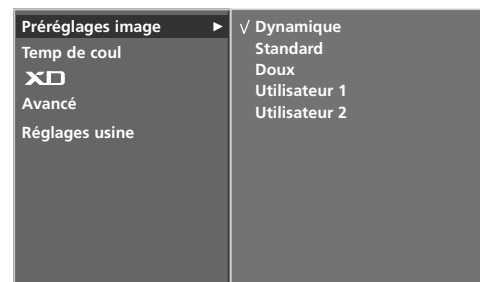 Préréglages image ►
Temp de coul
XD
Avancé
Réglages usine
√ Dynamique
Standard
Doux
Utilisateur 1
Utilisateur 2